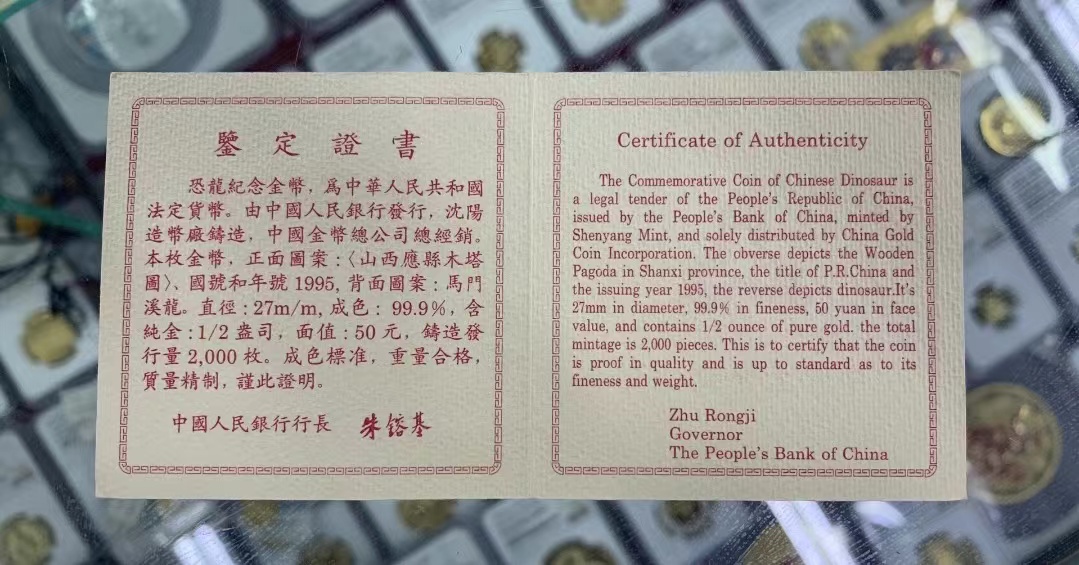 鑒定證書
恐龍紀念金幣，爲中華人民共和國
法定貨幣。由中國人民銀行發行，沈陽
造幣廠鑄造，中國金幣總公司總經銷。
本枚金幣，正面圖案:〈山西應縣木塔
圖〉、國號和年號 1995, 背面圖案:馬門
溪龍。直徑:27m/m, 成色: 99.9%, 含
純金:1/2 盎司，面值:50 元，鑄造發
行量 2,000 枚。成色標准，重量合格，
質量精制，謹此證明。
中國人民銀行行長 朱鎔基
Certificate of Authenticity
The Commemorative Coin of Chinese Dinosaur is
a legal tender of the People's Republic of China,
issued by the People's Bank of China, minted by
Shenyang Mint, and solely distributed by China Gold
Coin Incorporation. The obverse depicts the Wooden
Pagoda in Shanxi province, the title of P.R.China and
the issuing year 1995, the reverse depicts dinosaur.It's
27mm in diameter, 99.9% in fineness, 50 yuan in face
value, and contains 1/2 ounce of pure gold. the total
mintage is 2,000 pieces. This is to certify that the coin
is proof in quality and is up to standard as to its
fineness and weight.
Zhu Rongji
Governor
The People's Bank of China